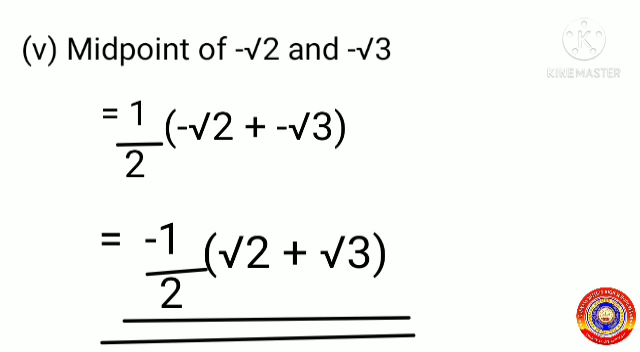 (v) Midpoint of -√2 and -√3
KINEMASTER
= 1/2 (-√2 + -√3)
= -1/2 (√2 + √3)